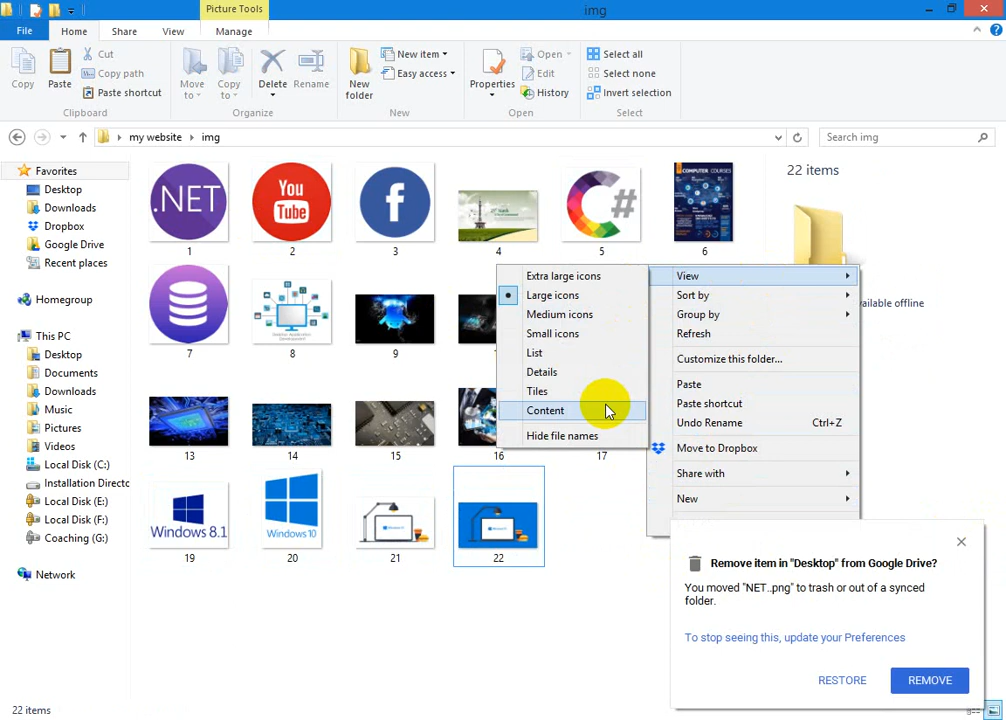 Picture Tools
img
File
Home
Share
View
Manage
Copy
Paste
Cut
Copy path
Paste shortcut
Clipboard
Move to
Copy to
Delete
Rename
Organize
New folder
New item
Easy access
New
Properties
Open
Edit
History
Open
Select all
Select none
Invert selection
Select
my website
img
Search img
Favorites
Desktop
Downloads
Dropbox
Google Drive
Recent places
Homegroup
This PC
Desktop
Documents
Downloads
Music
Pictures
Videos
Local Disk (C:)
Installation Directo
Local Disk (E:)
Local Disk (F:)
Coaching (G:)
Network
.NET
You
Tube
f
C#
COMPUTER COURSES
1
2
3
4
5
6
7
8
9
13
14
15
16
17
Windows 8.1
Windows 10
19
20
21
22
22 items
vailable offline
Extra large icons
Large icons
Medium icons
Small icons
List
Details
Tiles
Content
Hide file names
View
Sort by
Group by
Refresh
Customize this folder...
Paste
Paste shortcut
Undo Rename Ctrl+Z
Move to Dropbox
Share with
New
Remove item in "Desktop" from Google Drive?
You moved "NET..png" to trash or out of a synced
folder.
To stop seeing this, update your Preferences
RESTORE
REMOVE
22 items